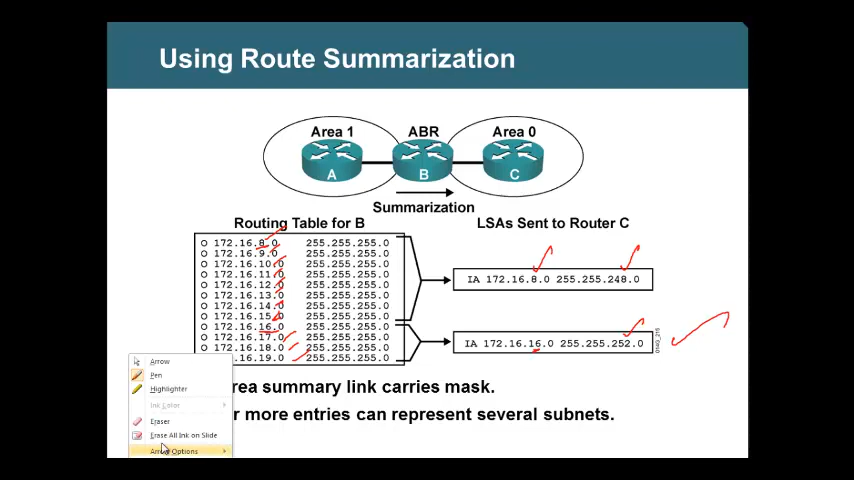 Using Route Summarization
Area 1
ABR
Area 0
A
B
C
Summarization
Routing Table for B
LSAs Sent to Router C
O 172.16.8.0 255.255.255.0
O 172.16.9.0 255.255.255.0
O 172.16.10.0 255.255.255.0
O 172.16.11.0 255.255.255.0
O 172.16.12.0 255.255.255.0
O 172.16.13.0 255.255.255.0
O 172.16.14.0 255.255.255.0
O 172.16.15.0 255.255.255.0
O 172.16.16.0 255.255.255.0
O 172.16.17.0 255.255.255.0
O 172.16.18.0 255.255.255.0
.16.19.0 255.255.255.0
IA 172.16.8.0 255.255.248.0
IA 172.16.16.0 255.255.252.0
Arrow
Pen
Highlighter
Ink Color
Eraser
Erase All Ink on Slide
Options
rea summary link carries mask.
r more entries can represent several subnets.